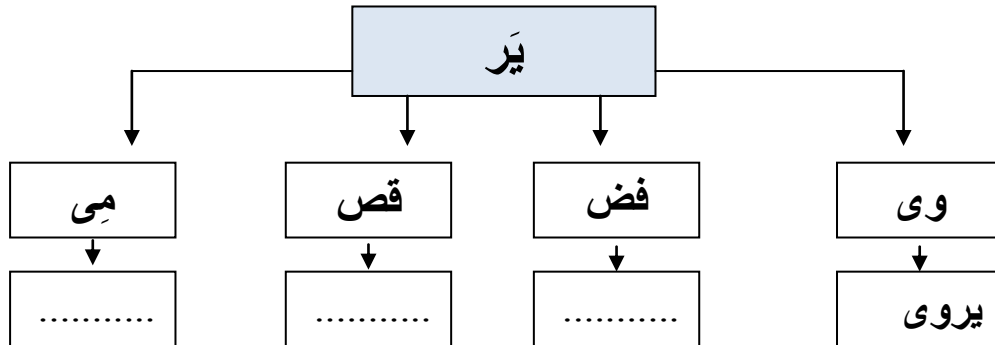 يَر
وى فض قص مِى
يروى ........... ........... ...........